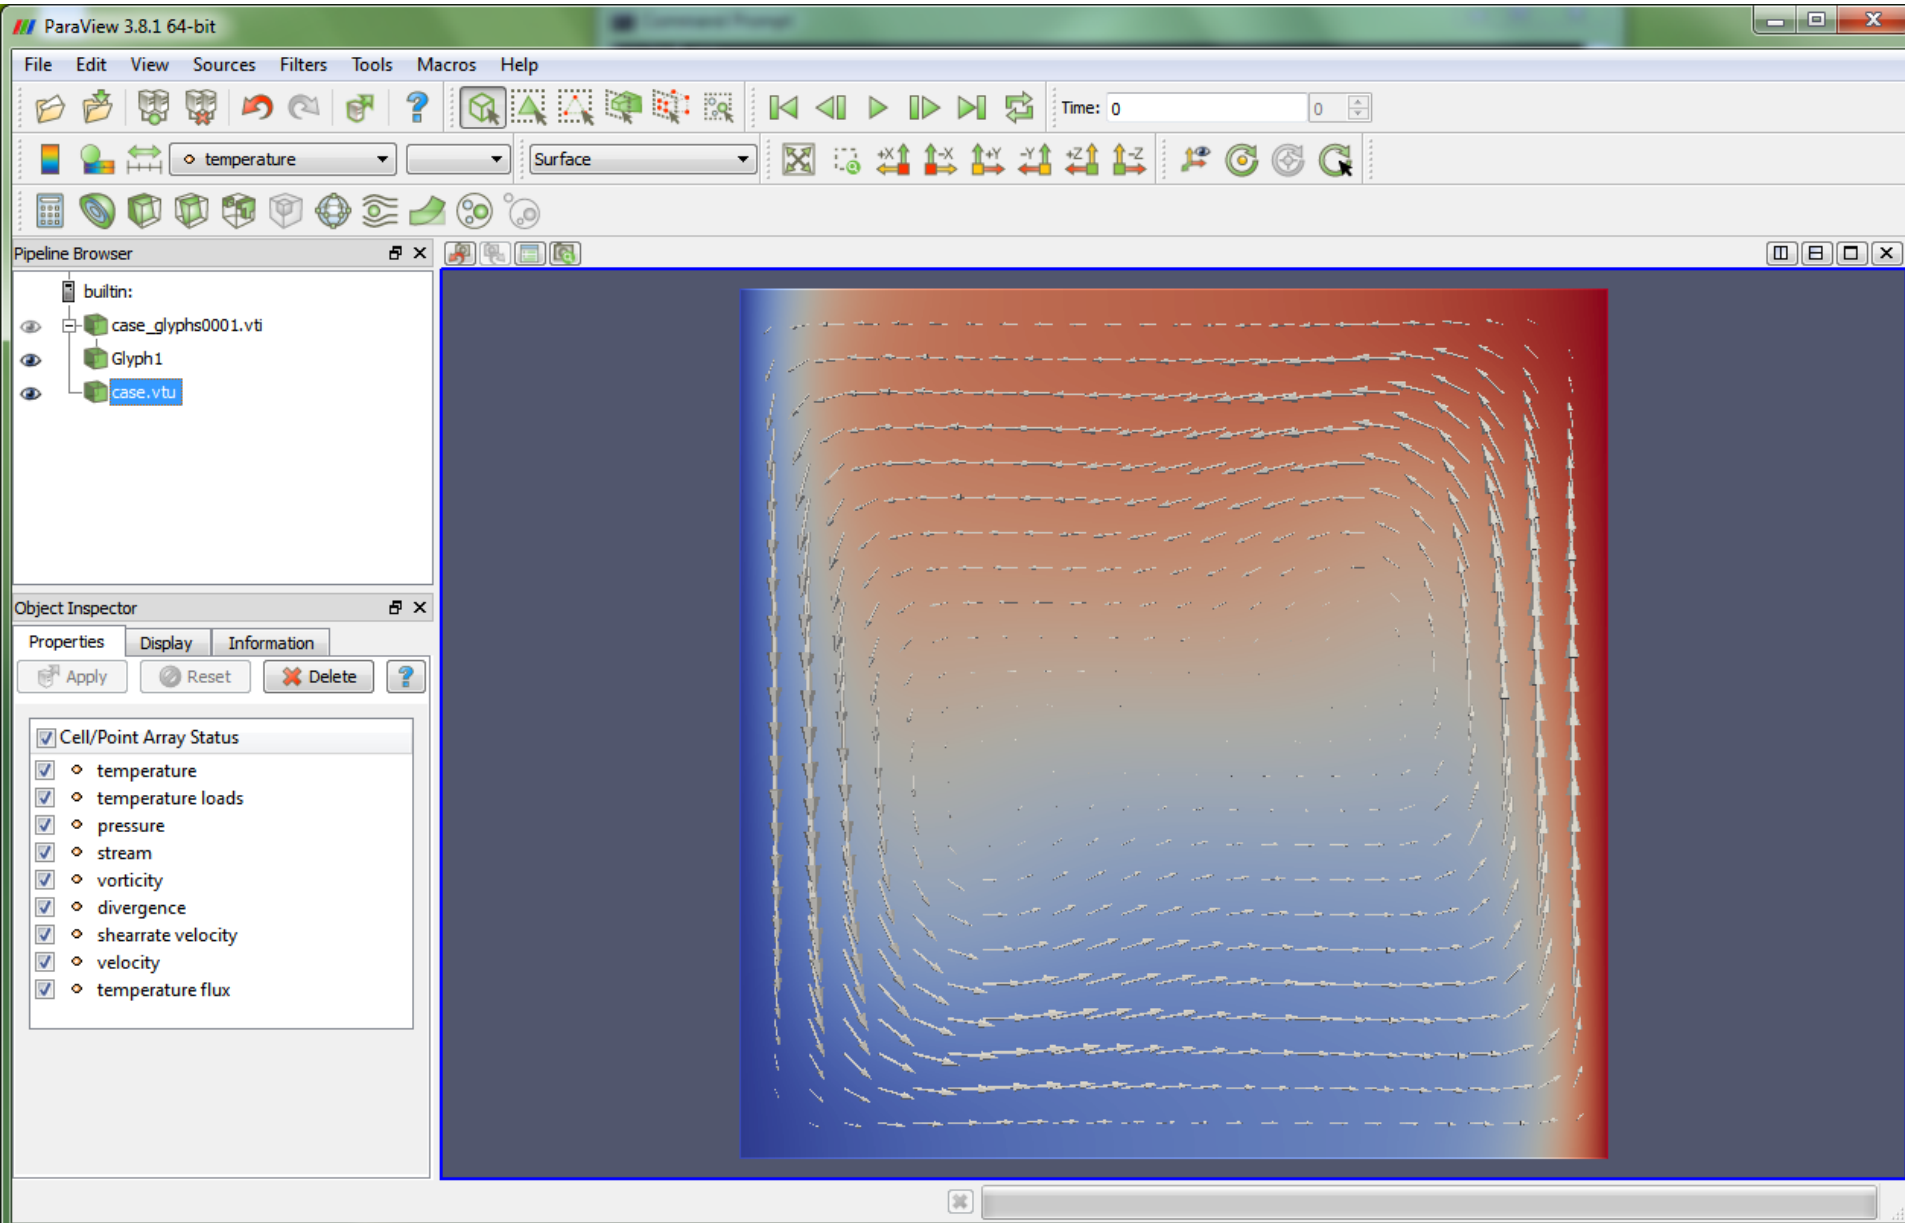 ParaView 3.8.1 64-bit
Command Prompt
File Edit View Sources Filters Tools Macros Help
Time: 0 0
temperature Surface +X -X +Y -Y +Z -Z
Pipeline Browser
builtin:
case_glyphs0001.vti
Glyph1
case.vtu
Object Inspector
Properties Display Information
Apply Reset Delete ?
Cell/Point Array Status
temperature
temperature loads
pressure
stream
vorticity
divergence
shearrate velocity
velocity
temperature flux